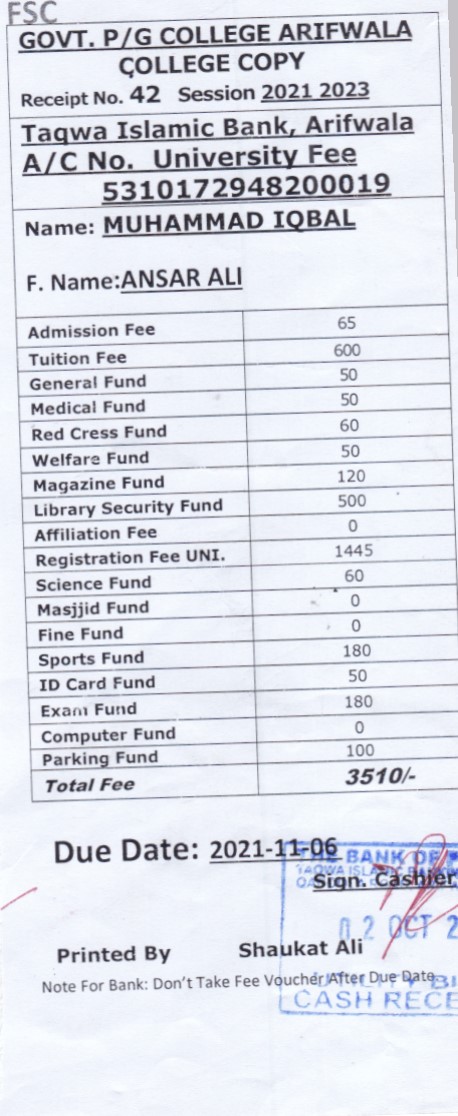 FSC
GOVT. P/G COLLEGE ARIFWALA
COLLEGE COPY
Receipt No. 42 Session 2021 2023
Taqwa Islamic Bank, Arifwala
A/C No. University Fee
5310172948200019
Name: MUHAMMAD IQBAL
F. Name:ANSAR ALI
Admission Fee 65
Tuition Fee 600
General Fund 50
Medical Fund 50
Red Cress Fund 60
Welfare Fund 50
Magazine Fund 120
Library Security Fund 500
Affiliation Fee 0
Registration Fee UNI. 1445
Science Fund 60
Masjjid Fund 0
Fine Fund 0
Sports Fund 180
ID Card Fund 50
Exam Fund 180
Computer Fund 0
Parking Fund 100
Total Fee 3510/-
Due Date: 2021-11-06
THE BANK OF
TAQWA ISLAMIC
Sign. Cashier
02 OCT 2
Printed By Shaukat Ali
Note For Bank: Don't Take Fee Voucher After Due Date
UTILITY BI
CASH RECE